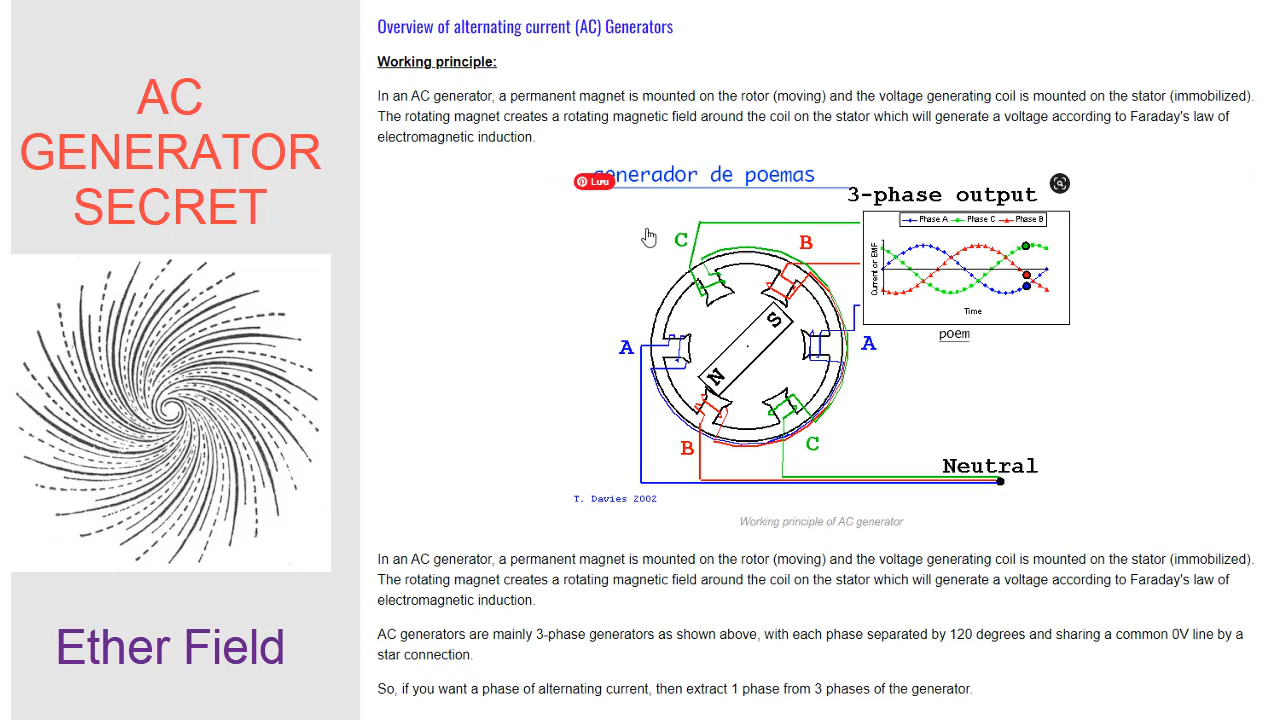 AC
GENERATOR
SECRET
Ether Field
Overview of alternating current (AC) Generators
Working principle:
In an AC generator, a permanent magnet is mounted on the rotor (moving) and the voltage generating coil is mounted on the stator (immobilized).
The rotating magnet creates a rotating magnetic field around the coil on the stator which will generate a voltage according to Faraday's law of
electromagnetic induction.
generador de poemas
Lưu
3-phase output
Phase A Phase C Phase B
Current or EMF
Time
poem
C
B
S
A
A
N
B
C
Neutral
T. Davies 2002
Working principle of AC generator
In an AC generator, a permanent magnet is mounted on the rotor (moving) and the voltage generating coil is mounted on the stator (immobilized).
The rotating magnet creates a rotating magnetic field around the coil on the stator which will generate a voltage according to Faraday's law of
electromagnetic induction.
AC generators are mainly 3-phase generators as shown above, with each phase separated by 120 degrees and sharing a common 0V line by a
star connection.
So, if you want a phase of alternating current, then extract 1 phase from 3 phases of the generator.